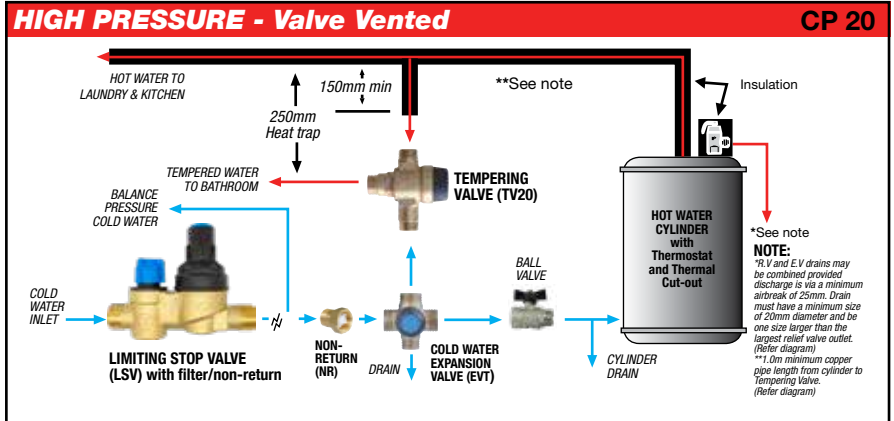 HIGH PRESSURE - Valve Vented
CP 20
HOT WATER TO
LAUNDRY & KITCHEN
150mm min
**See note
Insulation
250mm
Heat trap
TEMPERED WATER
TO BATHROOM
TEMPERING
VALVE (TV20)
BALANCE
PRESSURE
COLD WATER
HOT WATER
CYLINDER
with
Thermostat
and Thermal
Cut-out
*See note
NOTE:
*R.V and E.V drains may
be combined provided
discharge is via a minimum
airbreak of 25mm. Drain
must have a minimum size
of 20mm diameter and be
one size larger than the
largest relief valve outlet.
(Refer diagram)
**1.0m minimum copper
pipe length from cylinder to
Tempering Valve.
(Refer diagram)
BALL
VALVE
COLD
WATER
INLET
LIMITING STOP VALVE
(LSV) with filter/non-return
NON-
RETURN
(NR)
DRAIN
COLD WATER
EXPANSION
VALVE (EVT)
CYLINDER
DRAIN